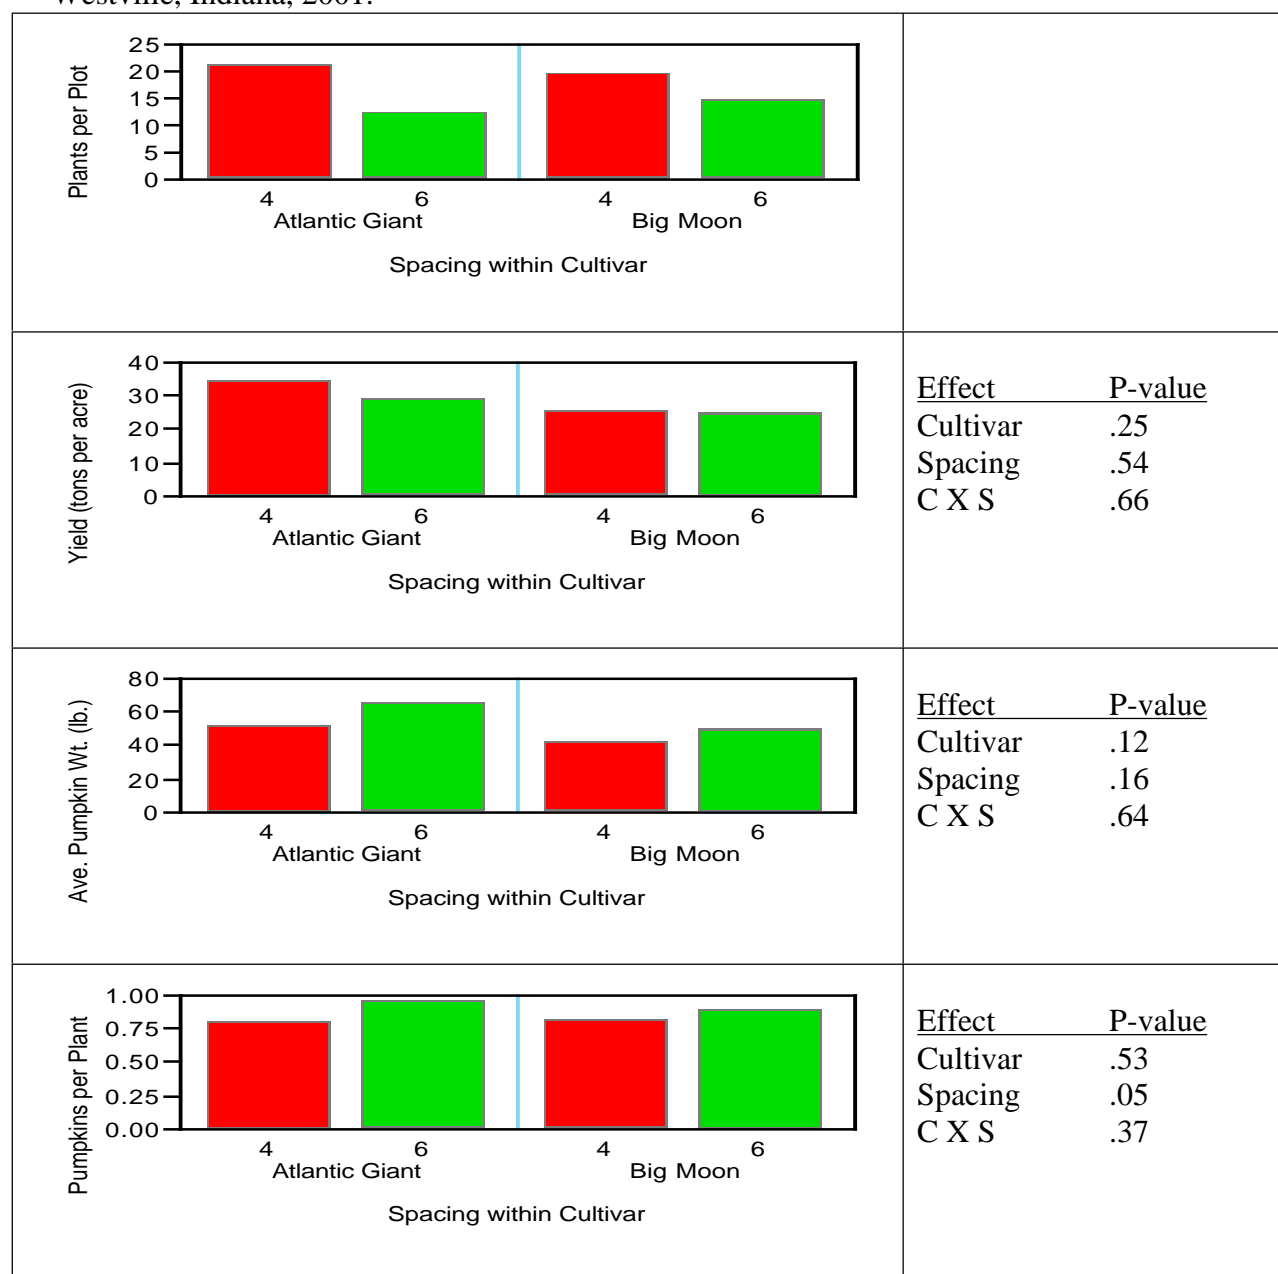 Westville, Indiana, 2001.
Plants per Plot
25
20
15
10
5
0
4 6 4 6
Atlantic Giant Big Moon
Spacing within Cultivar
Yield (tons per acre)
40
30
20
10
0
4 6 4 6
Atlantic Giant Big Moon
Spacing within Cultivar
Effect P-value
Cultivar .25
Spacing .54
C X S .66
Ave. Pumpkin Wt. (lb.)
80
60
40
20
0
4 6 4 6
Atlantic Giant Big Moon
Spacing within Cultivar
Effect P-value
Cultivar .12
Spacing .16
C X S .64
Pumpkins per Plant
1.00
0.75
0.50
0.25
0.00
4 6 4 6
Atlantic Giant Big Moon
Spacing within Cultivar
Effect P-value
Cultivar .53
Spacing .05
C X S .37